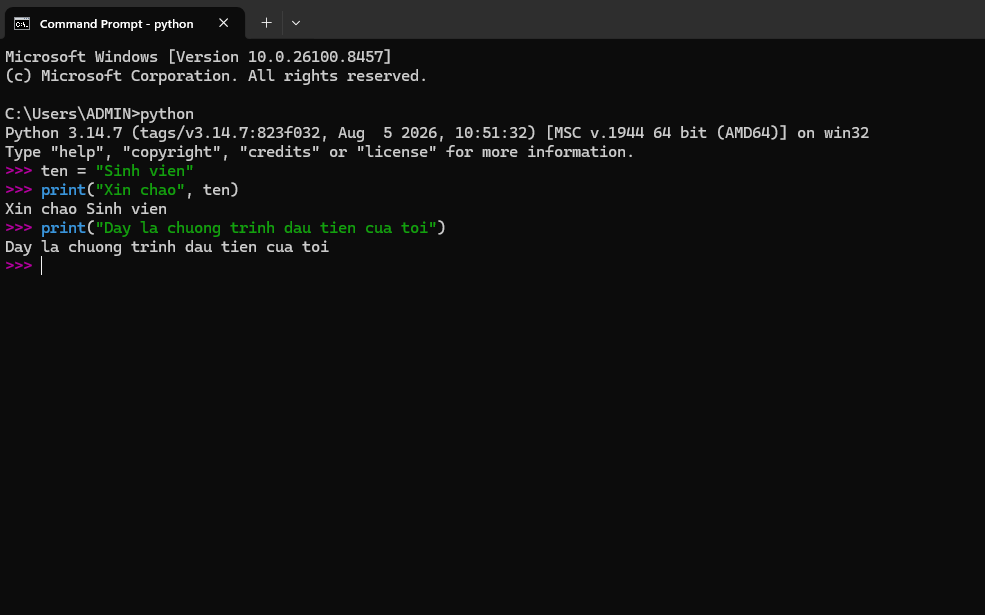 Command Prompt - python
Microsoft Windows [Version 10.0.26100.8457]
(c) Microsoft Corporation. All rights reserved.
C:\Users\ADMIN>python
Python 3.14.7 (tags/v3.14.7:823f032, Aug  5 2026, 10:51:32) [MSC v.1944 64 bit (AMD64)] on win32
Type "help", "copyright", "credits" or "license" for more information.
>>> ten = "Sinh vien"
>>> print("Xin chao", ten)
Xin chao Sinh vien
>>> print("Day la chuong trinh dau tien cua toi")
Day la chuong trinh dau tien cua toi
>>>